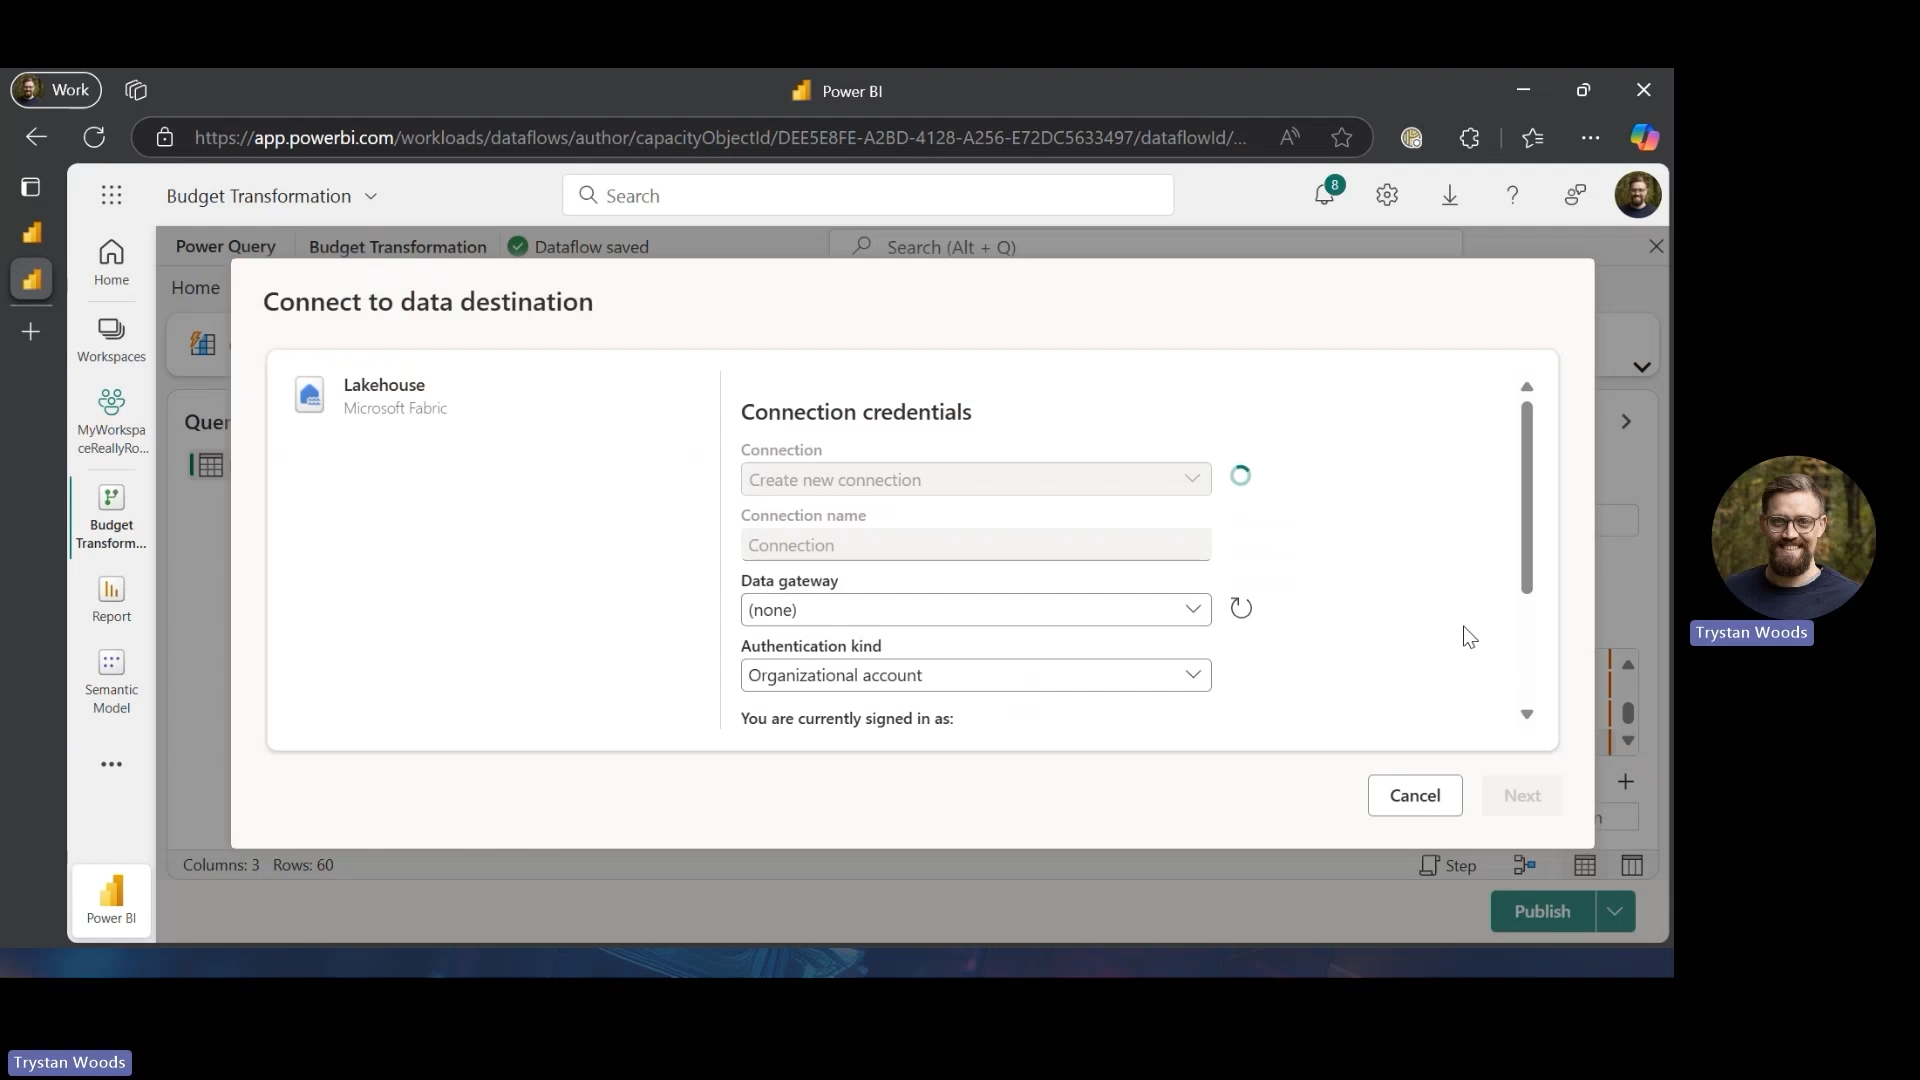 Work
Power BI
https://app.powerbi.com/workloads/dataflows/author/capacityObjectId/DEE5E8FE-A2BD-4128-A256-E72DC5633497/dataflowId/...
Budget Transformation
Search
8
Power Query
Budget Transformation
Dataflow saved
Search (Alt + Q)
Home
Home
Workspaces
MyWorkspa
ceReallyRo...
Budget
Transform...
Report
Semantic
Model
Power BI
Quer
Connect to data destination
Lakehouse
Microsoft Fabric
Connection credentials
Connection
Create new connection
Connection name
Connection
Data gateway
(none)
Authentication kind
Organizational account
You are currently signed in as:
Cancel
Next
Columns: 3 Rows: 60
Step
Publish
Trystan Woods
Trystan Woods